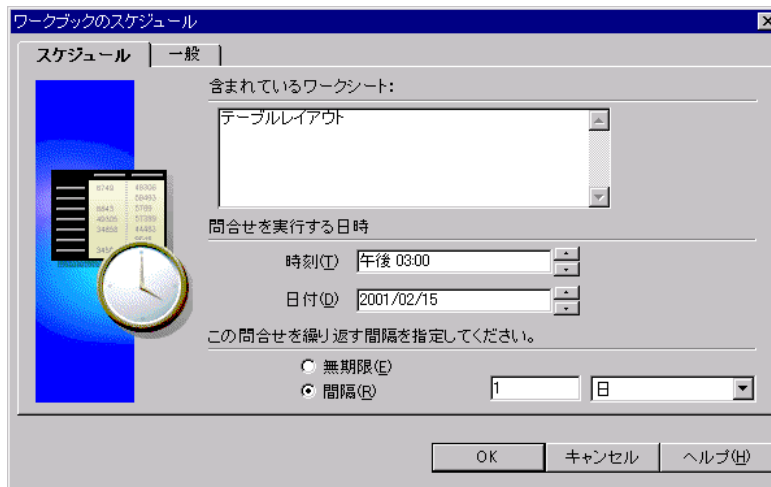 ワークブックのスケジュール
スケジュール 一般
含まれているワークシート:
テーブルレイアウト
問合せを実行する日時
時刻(T) 午後 03:00
日付(D) 2001/02/15
この問合せを繰り返す間隔を指定してください。
無期限(E)
間隔(R) 1 日
OK キャンセル ヘルプ(H)